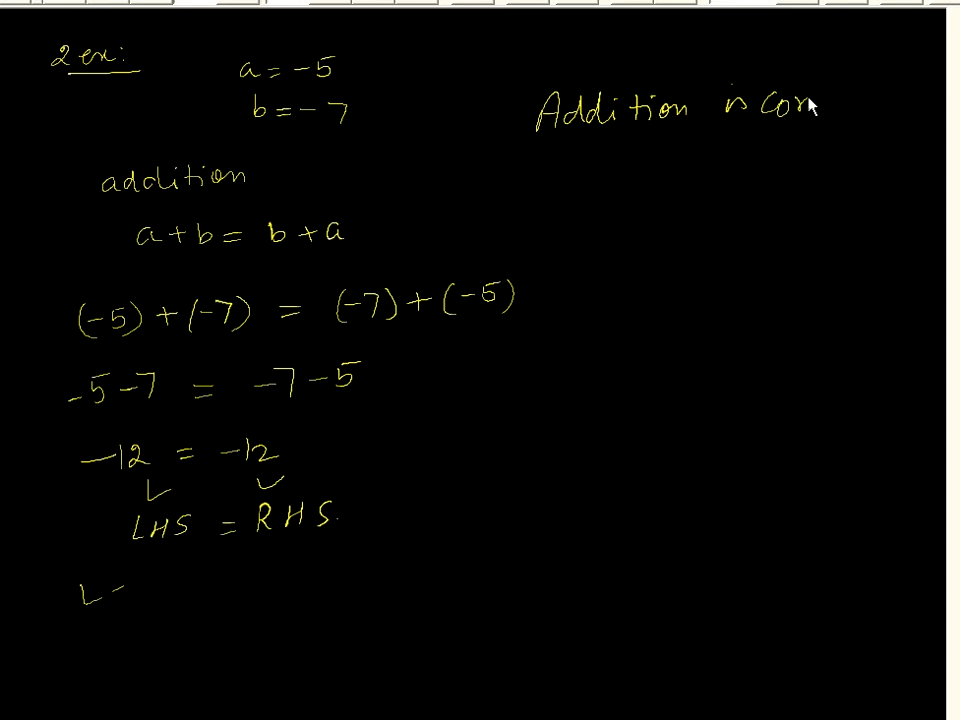 2 ex:
a = -5
b = -7
Addition is
addition
a + b = b + a
(-5) + (-7) = (-7) + (-5)
-5 - 7 = -7 - 5
-12 = -12
LHS = RHS.